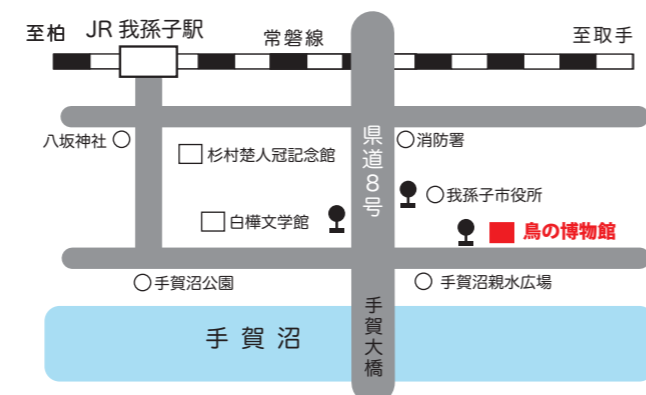 至柏
JR 我孫子駅
常磐線
至取手
八坂神社
杉村楚人冠記念館
県道8号
消防署
我孫子市役所
白樺文学館
鳥の博物館
手賀沼公園
手賀沼親水広場
手賀沼
手賀大橋